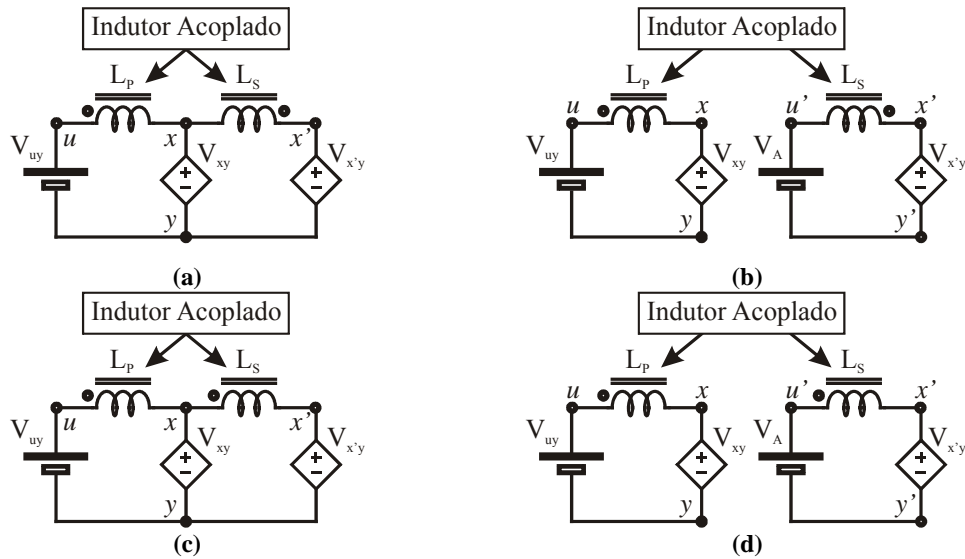 Indutor Acoplado
L_P L_S
u x x'
V_uy V_xy V_x'y
y
(a)
Indutor Acoplado
L_P L_S
u x u' x'
V_uy V_xy V_A V_x'y
y y'
(b)
Indutor Acoplado
L_P L_S
u x x'
V_uy V_xy V_x'y
y
(c)
Indutor Acoplado
L_P L_S
u x u' x'
V_uy V_xy V_A V_x'y
y y'
(d)